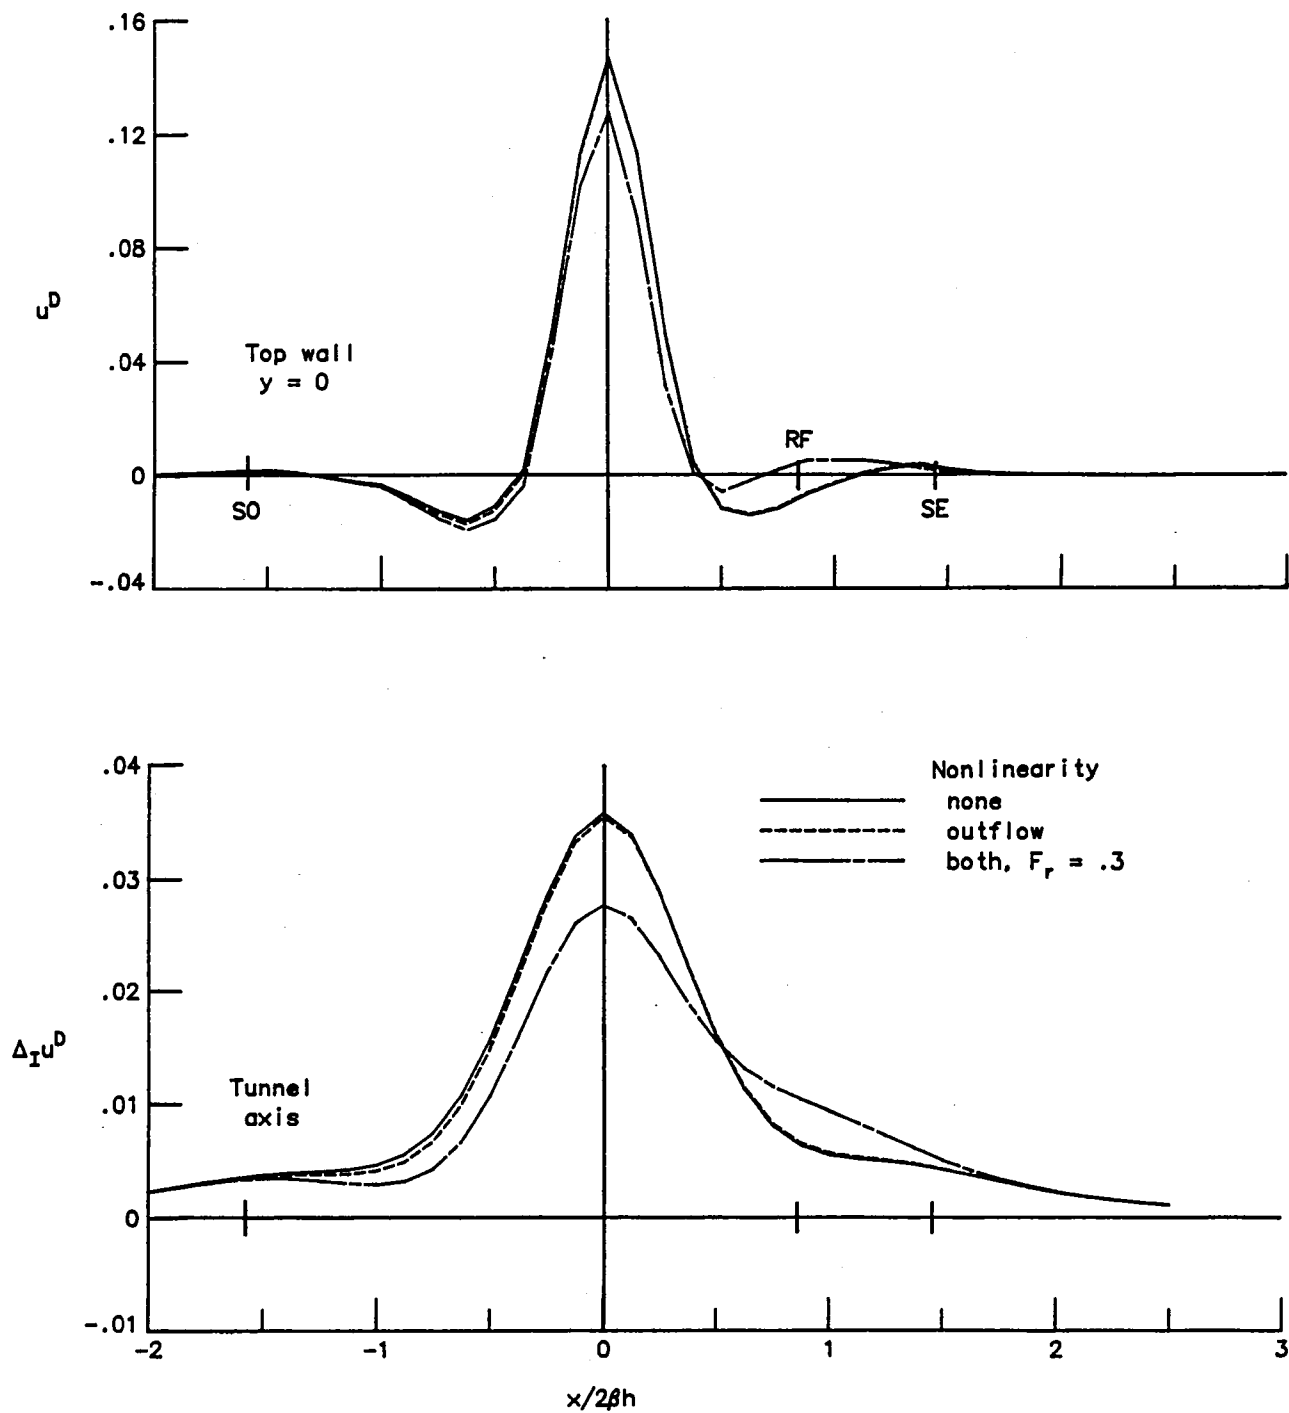 .16
.12
.08
.04
0
-.04
u^D
Top wall
y = 0
SO
RF
SE
.04
.03
.02
.01
0
-.01
Δ_I u^D
Tunnel
axis
Nonlinearity
none
outflow
both, F_r = .3
-2 -1 0 1 2 3
x/2βh